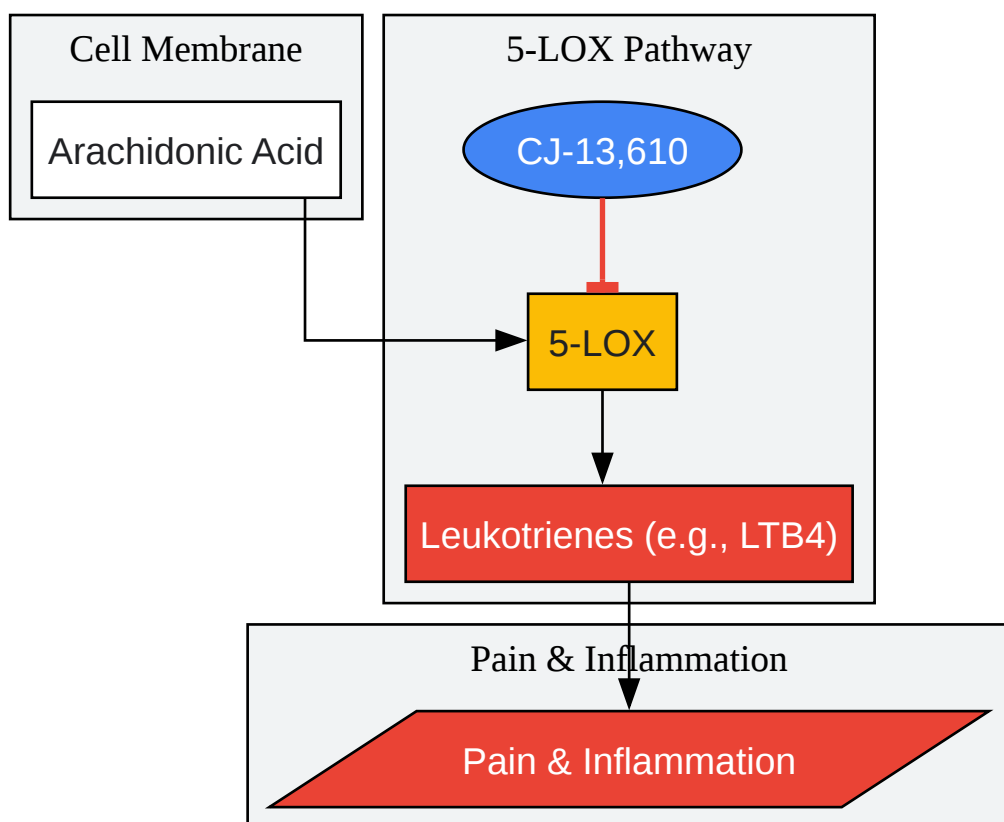 Cell Membrane
Arachidonic Acid
5-LOX Pathway
CJ-13,610
5-LOX
Leukotrienes (e.g., LTB4)
Pain & Inflammation
Pain & Inflammation